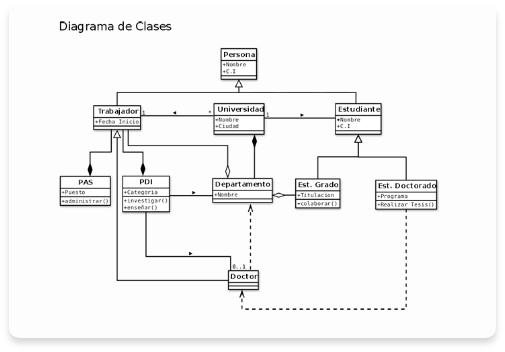 Diagrama de Clases
Persona
+Nombre
+C.I
Trabajador
+Fecha Inicio
1
*
Universidad
+Nombre
+Ciudad
1
Estudiante
+Nombre
+C.I
PAS
+Puesto
+administrar()
PDI
+Categoria
+investigar()
+enseñar()
Departamento
+Nombre
Est. Grado
+Titulacion
+colaborar()
Est. Doctorado
+Programa
+Realizar Tesis()
0..1
Doctor